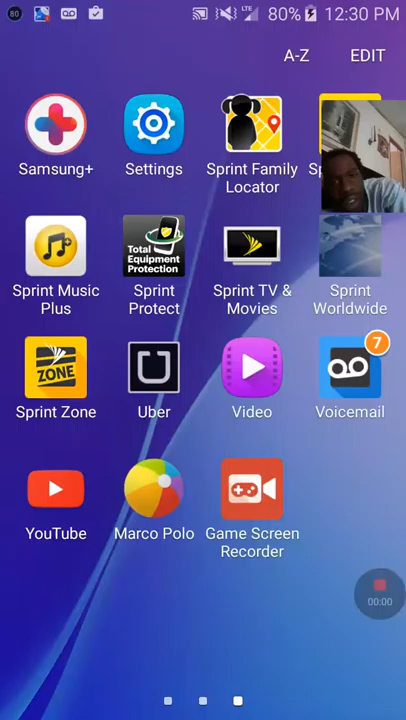 80 LTE 80% 12:30 PM
A-Z EDIT
Samsung+ Settings Sprint Family
Locator
Total
Equipment
Protection
Sprint Music
Plus
Sprint
Protect
Sprint TV &
Movies
Sprint
Worldwide
7
ZONE
Sprint Zone Uber Video Voicemail
YouTube Marco Polo Game Screen
Recorder
00:00